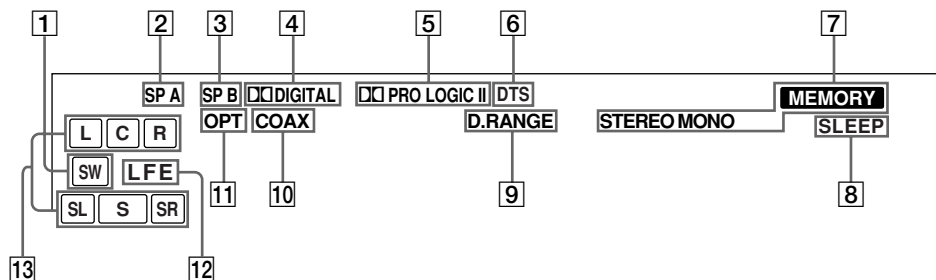 1 2 3 4 5 6 7
SP A SP B DIGITAL PRO LOGIC II DTS MEMORY
OPT COAX D.RANGE STEREO MONO SLEEP
L C R
SW LFE
11 10 9 8
SL S SR
13 12